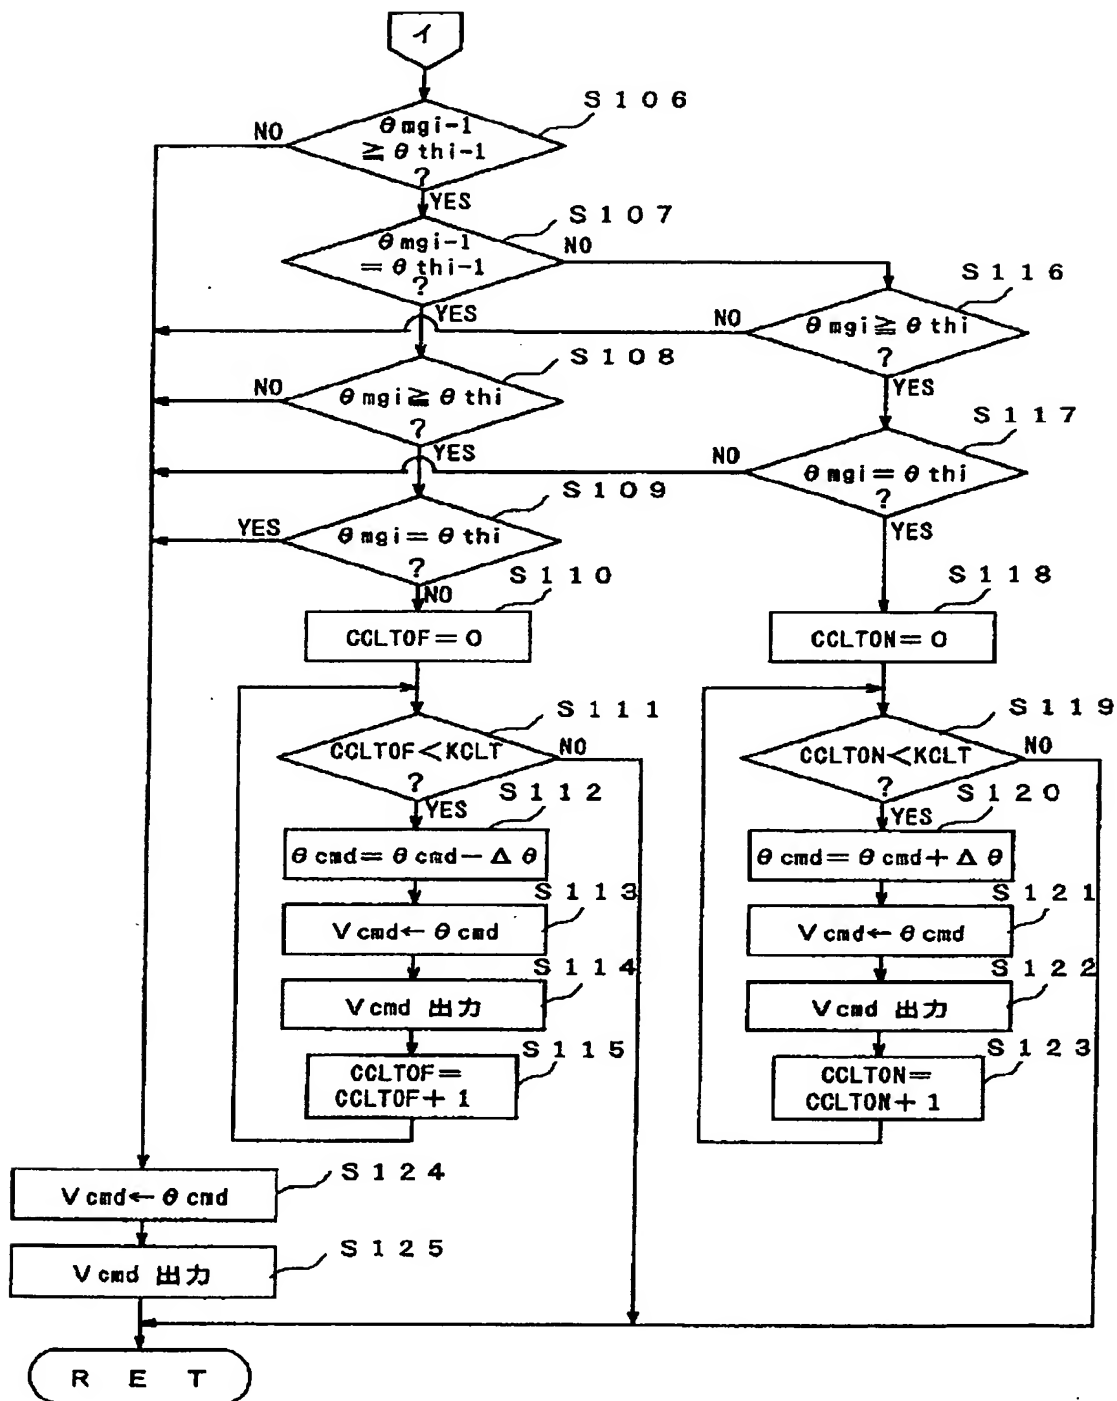 イ
S106
θmgi-1
≧θthi-1
?
NO
YES
S107
θmgi-1
=θthi-1
?
NO
YES
S116
θmgi≧θthi
?
NO
YES
S108
θmgi≧θthi
?
NO
YES
S117
θmgi=θthi
?
NO
YES
S109
θmgi=θthi
?
YES
NO
S110
CCLTOF=0
S118
CCLTON=0
S111
CCLTOF<KCLT
?
NO
YES
S119
CCLTON<KCLT
?
NO
YES
S112
θcmd=θcmd-Δθ
S120
θcmd=θcmd+Δθ
S113
Vcmd←θcmd
S121
Vcmd←θcmd
S114
Vcmd 出力
S122
Vcmd 出力
S115
CCLTOF=
CCLTOF+1
S123
CCLTON=
CCLTON+1
S124
Vcmd←θcmd
S125
Vcmd 出力
RET